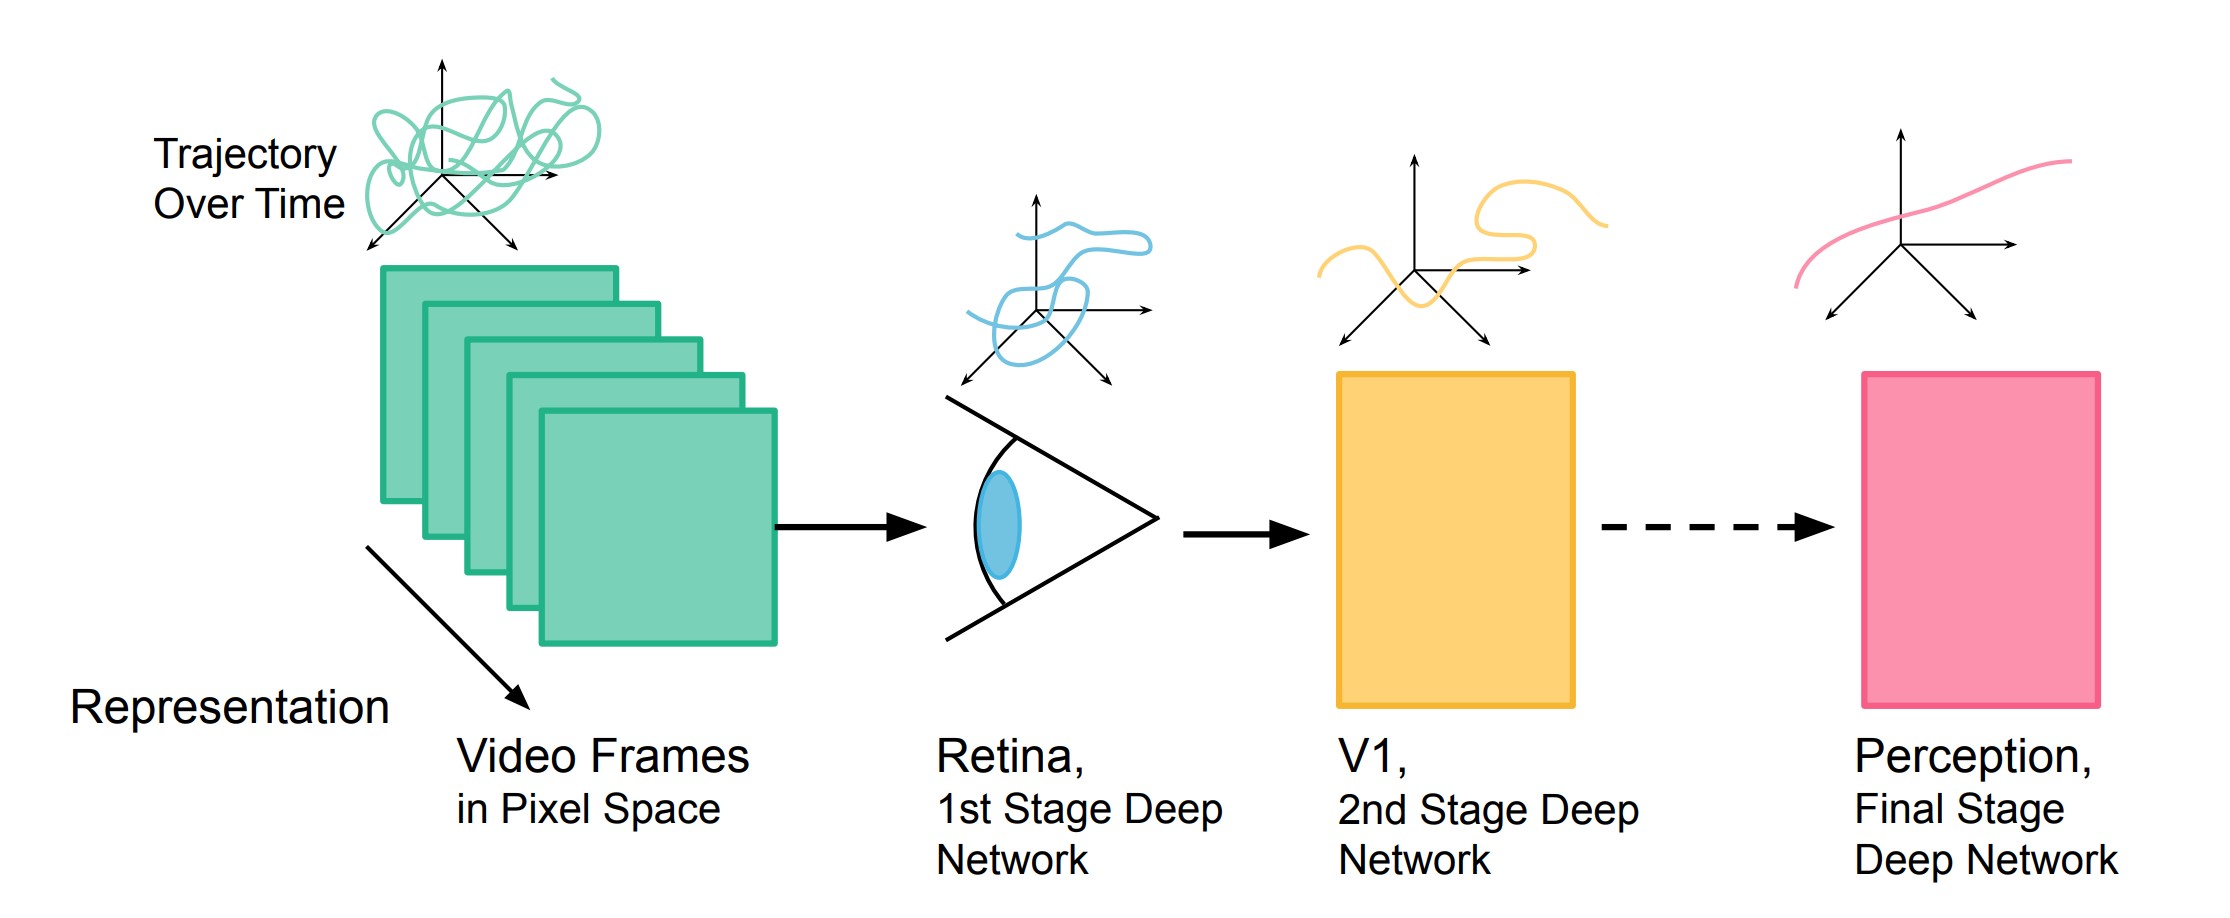 Trajectory
Over Time
Representation
Video Frames
in Pixel Space
Retina,
1st Stage Deep
Network
V1,
2nd Stage Deep
Network
Perception,
Final Stage
Deep Network